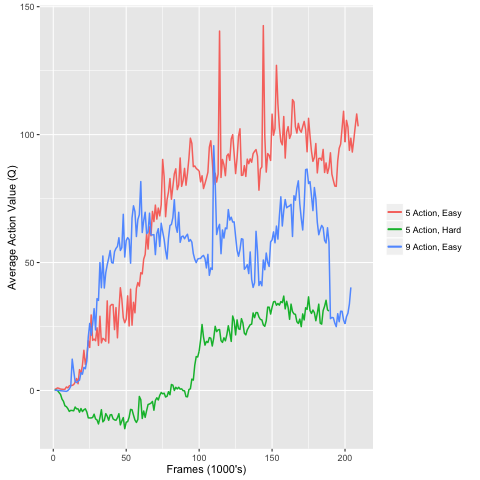 150
100
50
0
Average Action Value (Q)
0
50
100
150
200
Frames (1000's)
5 Action, Easy
5 Action, Hard
9 Action, Easy